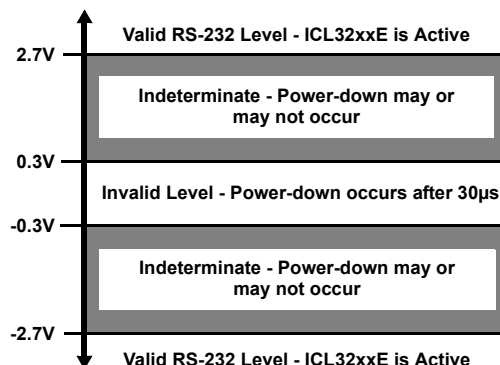 Valid RS-232 Level - ICL32xxE is Active
2.7V
Indeterminate - Power-down may or
may not occur
0.3V
Invalid Level - Power-down occurs after 30µs
-0.3V
Indeterminate - Power-down may or
may not occur
-2.7V
Valid RS-232 Level - ICL32xxE is Active